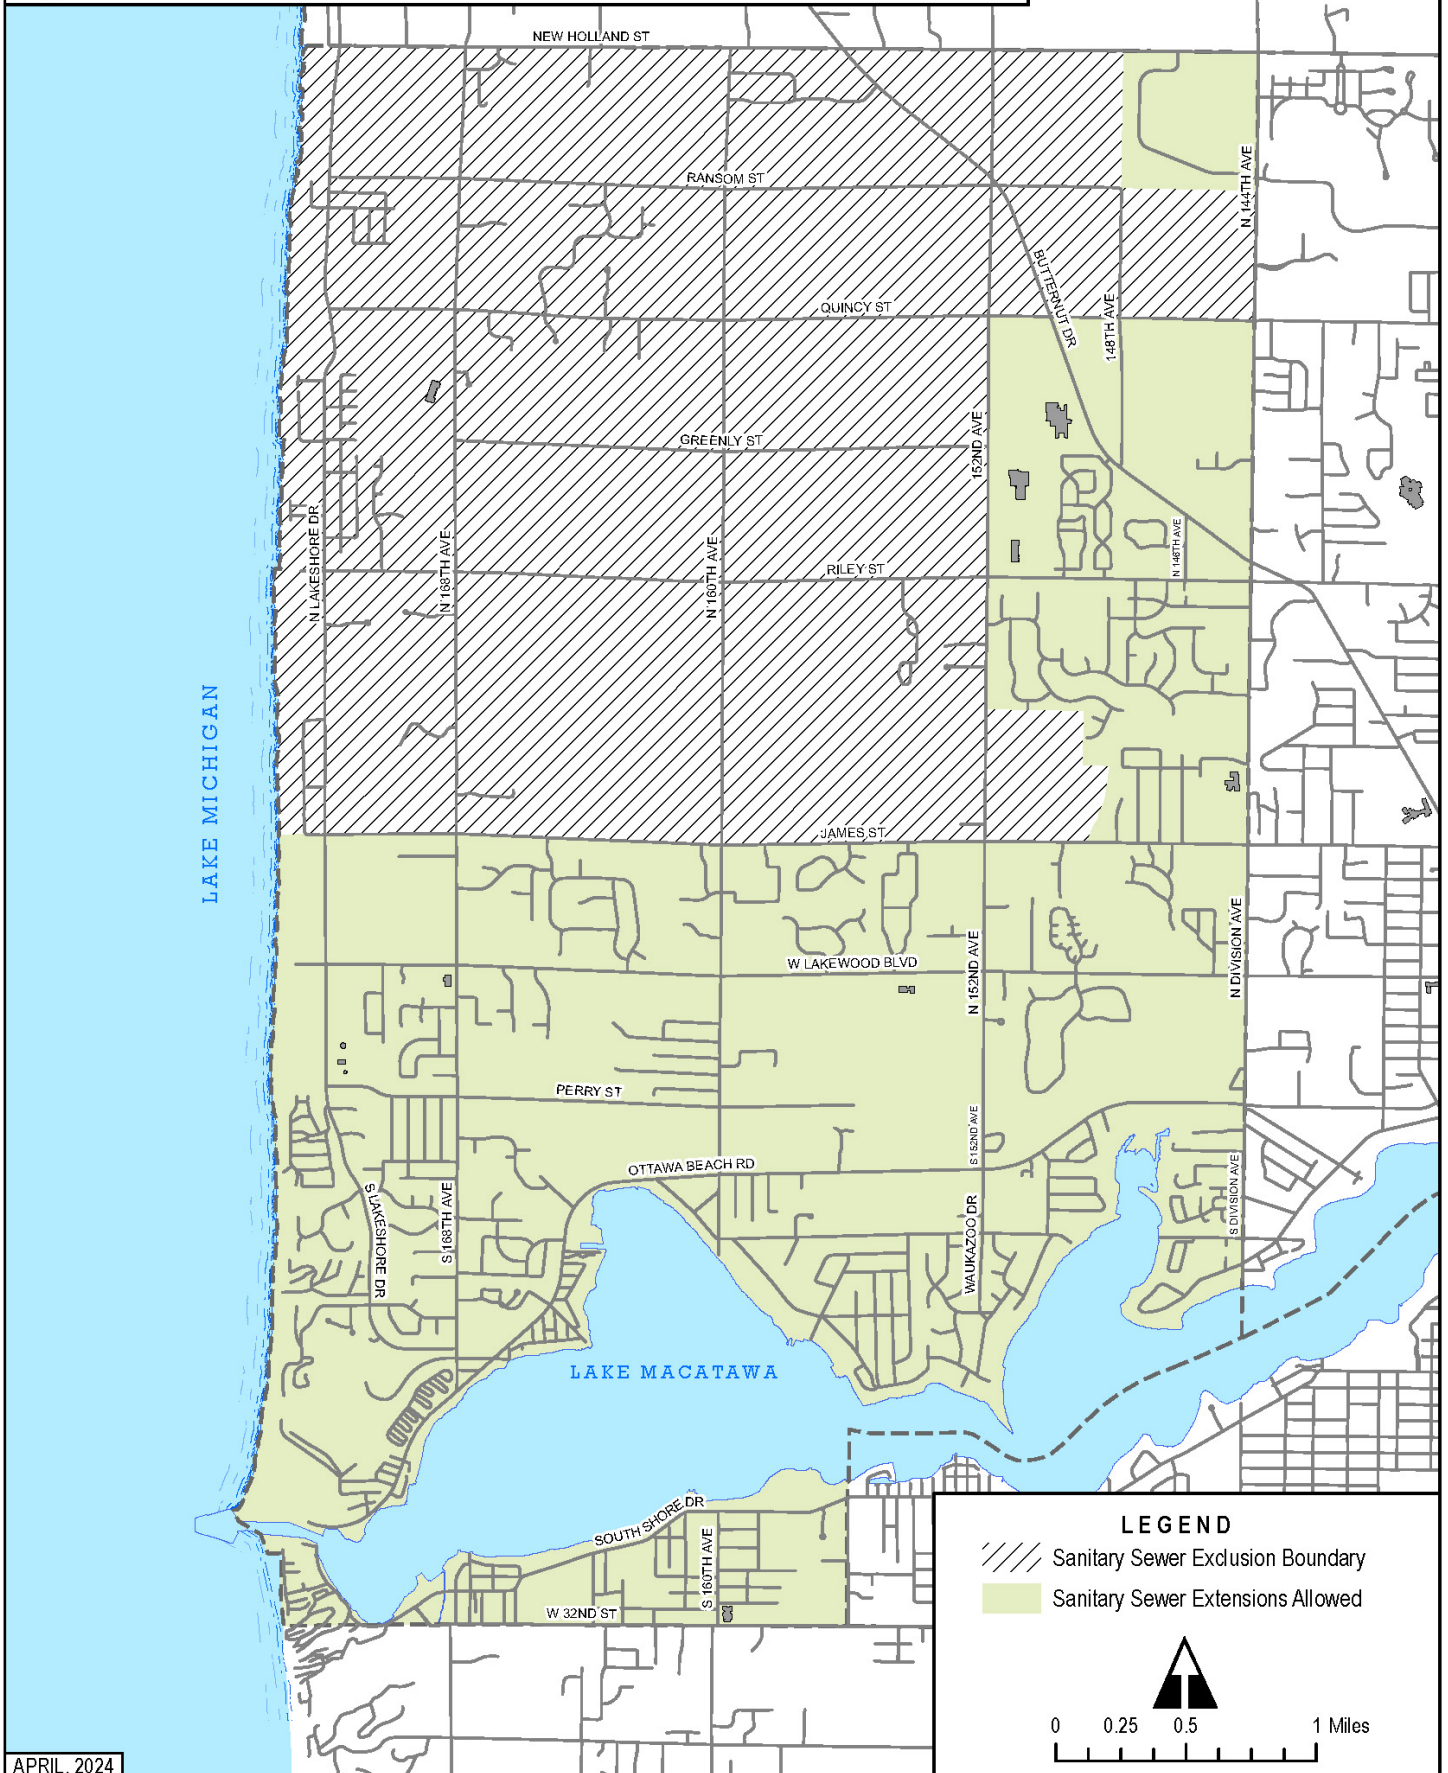 NEW HOLLAND ST
RANSOM ST
N 144TH AVE
BUTTERNUT DR
148TH AVE
QUINCY ST
GREENLY ST
152ND AVE
N LAKESHORE DR
N 168TH AVE
N 160TH AVE
RILEY ST
N 146TH AVE
LAKE MICHIGAN
JAMES ST
W LAKEWOOD BLVD
N 152ND AVE
N DIVISION AVE
PERRY ST
S 152ND AVE
OTTAWA BEACH RD
S LAKESHORE DR
S 168TH AVE
WAUKAZOO DR
S DIVISION AVE
LAKE MACATAWA
SOUTH SHORE DR
S 160TH AVE
W 32ND ST
LEGEND
Sanitary Sewer Exclusion Boundary
Sanitary Sewer Extensions Allowed
0 0.25 0.5 1 Miles
APRIL, 2024